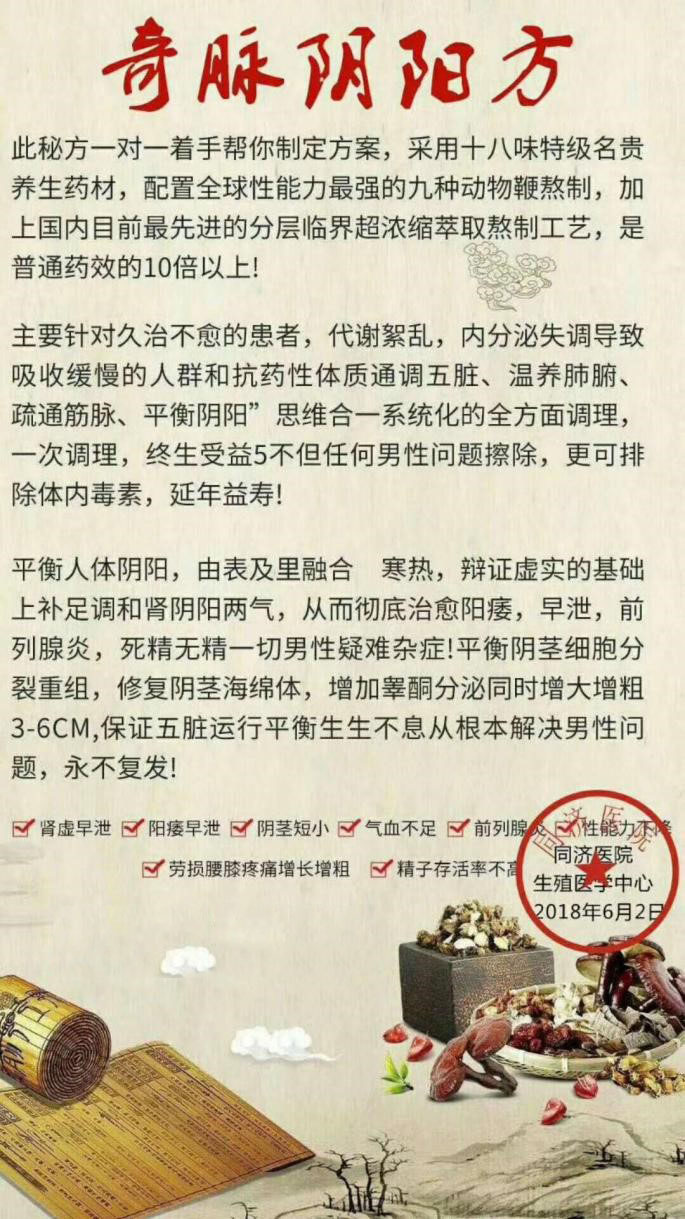 奇脉阴阳方
此秘方一对一着手帮你制定方案，采用十八味特级名贵
养生药材，配置全球性能力最强的九种动物鞭熬制，加
上国内目前最先进的分层临界超浓缩萃取熬制工艺，是
普通药效的10倍以上!
主要针对久治不愈的患者，代谢絮乱，内分泌失调导致
吸收缓慢的人群和抗药性体质通调五脏、温养肺腑、
疏通筋脉、平衡阴阳”思维合一系统化的全方面调理，
一次调理，终生受益5不但任何男性问题擦除，更可排
除体内毒素，延年益寿!
平衡人体阴阳，由表及里融合　寒热，辩证虚实的基础
上补足调和肾阴阳两气，从而彻底治愈阳痿，早泄，前
列腺炎，死精无精一切男性疑难杂症!平衡阴茎细胞分
裂重组，修复阴茎海绵体，增加睾酮分泌同时增大增粗
3-6CM,保证五脏运行平衡生生不息从根本解决男性问
题，永不复发!
肾虚早泄 阳痿早泄 阴茎短小 气血不足 前列腺炎 性能力下降
劳损腰膝疼痛增长增粗 精子存活率不高
同济医院
同济医院
生殖医学中心
2018年6月2日